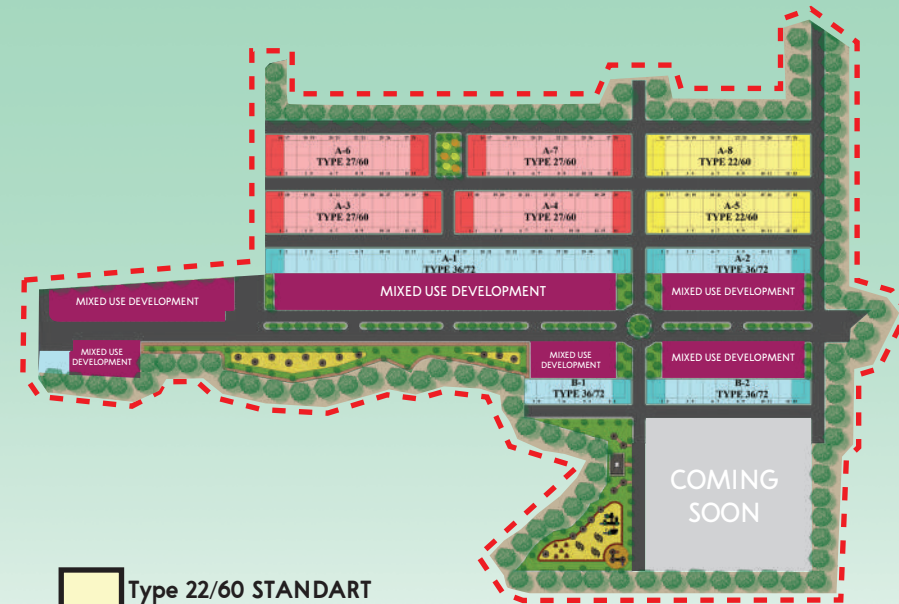 A-6
TYPE 27/60
A-7
TYPE 27/60
A-8
TYPE 22/60
A-3
TYPE 27/60
A-4
TYPE 27/60
A-5
TYPE 22/60
A-1
TYPE 36/72
A-2
TYPE 36/72
MIXED USE DEVELOPMENT
MIXED USE DEVELOPMENT
MIXED USE DEVELOPMENT
MIXED USE
DEVELOPMENT
MIXED USE
DEVELOPMENT
MIXED USE DEVELOPMENT
B-1
TYPE 36/72
B-2
TYPE 36/72
COMING
SOON
Type 22/60 STANDART